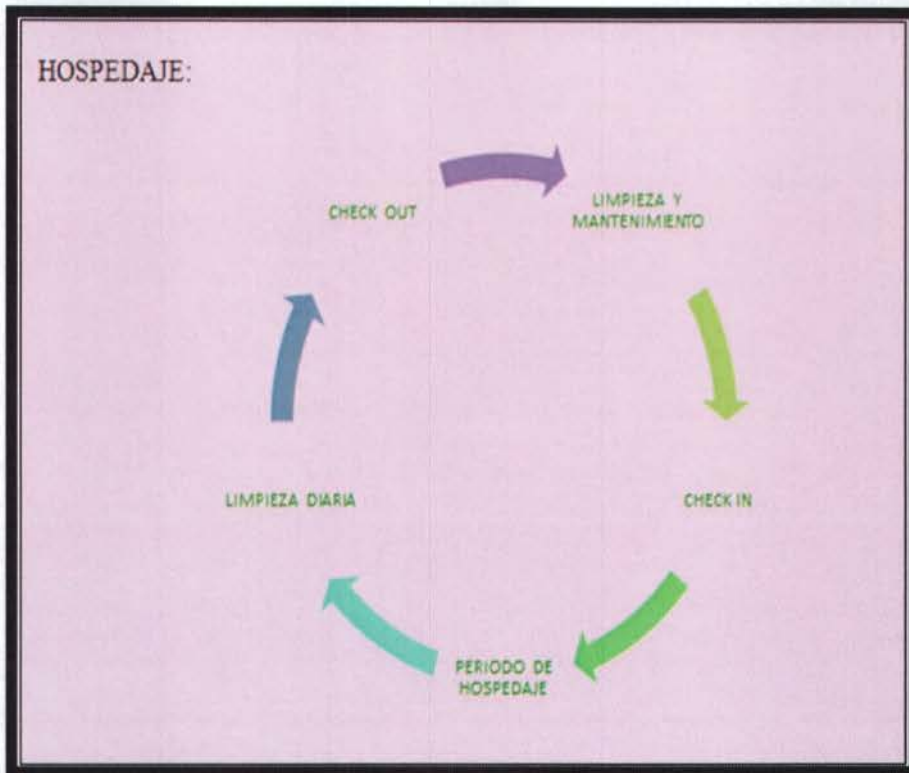 HOSPEDAJE:
CHECK OUT
LIMPIEZA Y
MANTENIMIENTO
LIMPIEZA DIARIA
CHECK IN
PERIODO DE
HOSPEDAJE